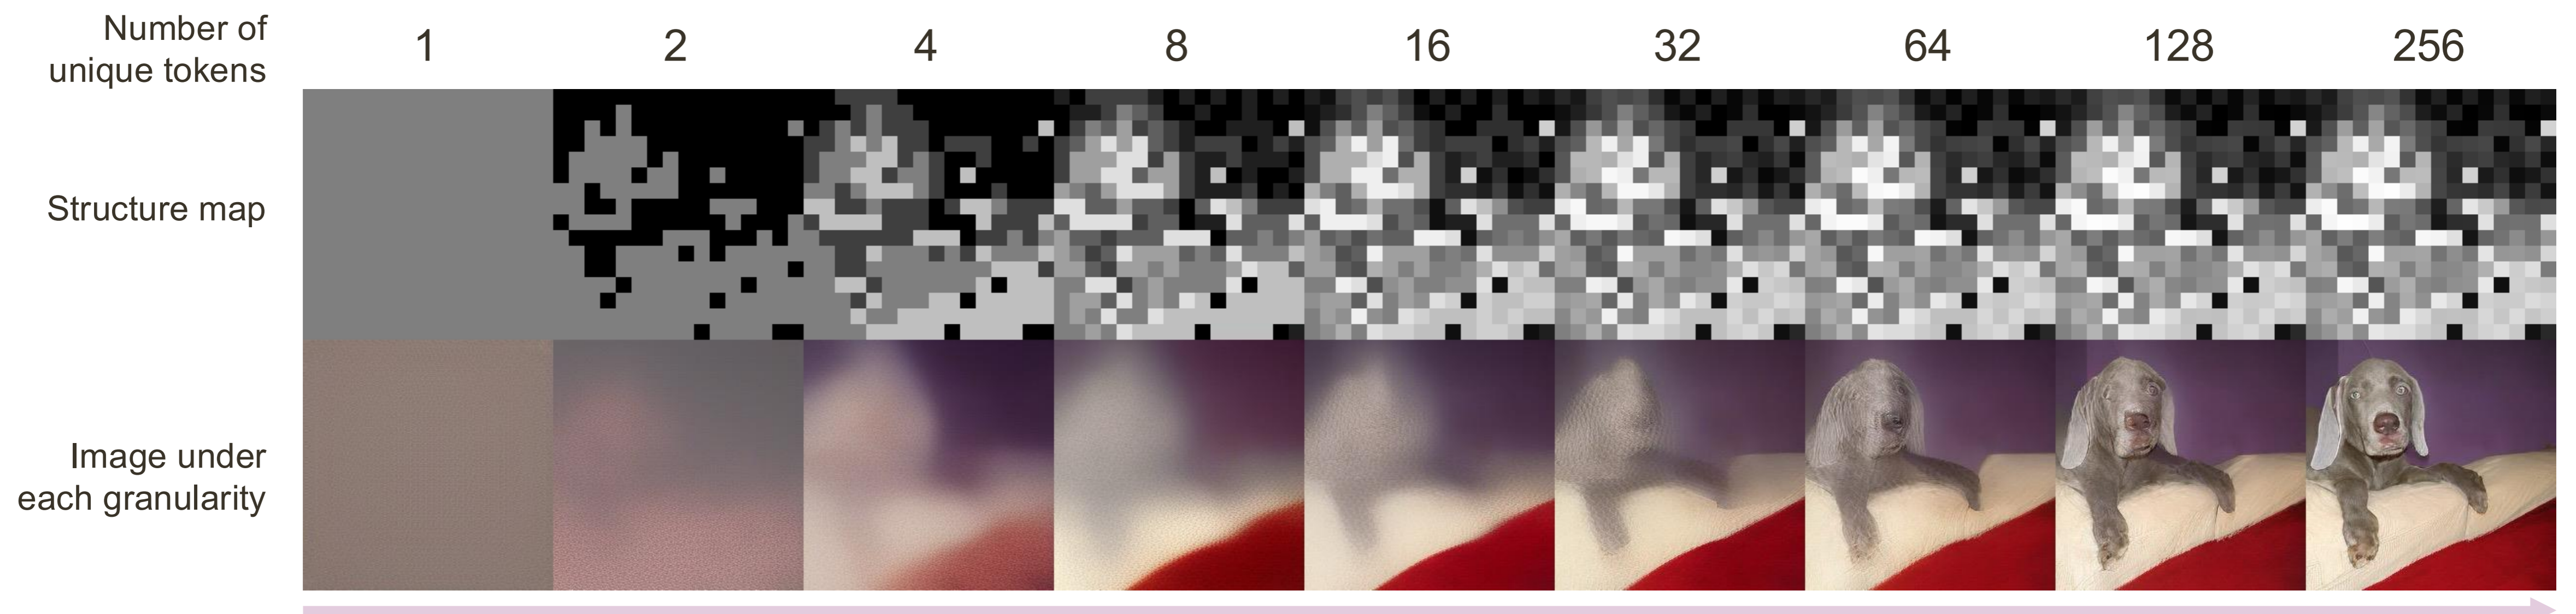 Number of
unique tokens
1 2 4 8 16 32 64 128 256
Structure map
Image under
each granularity